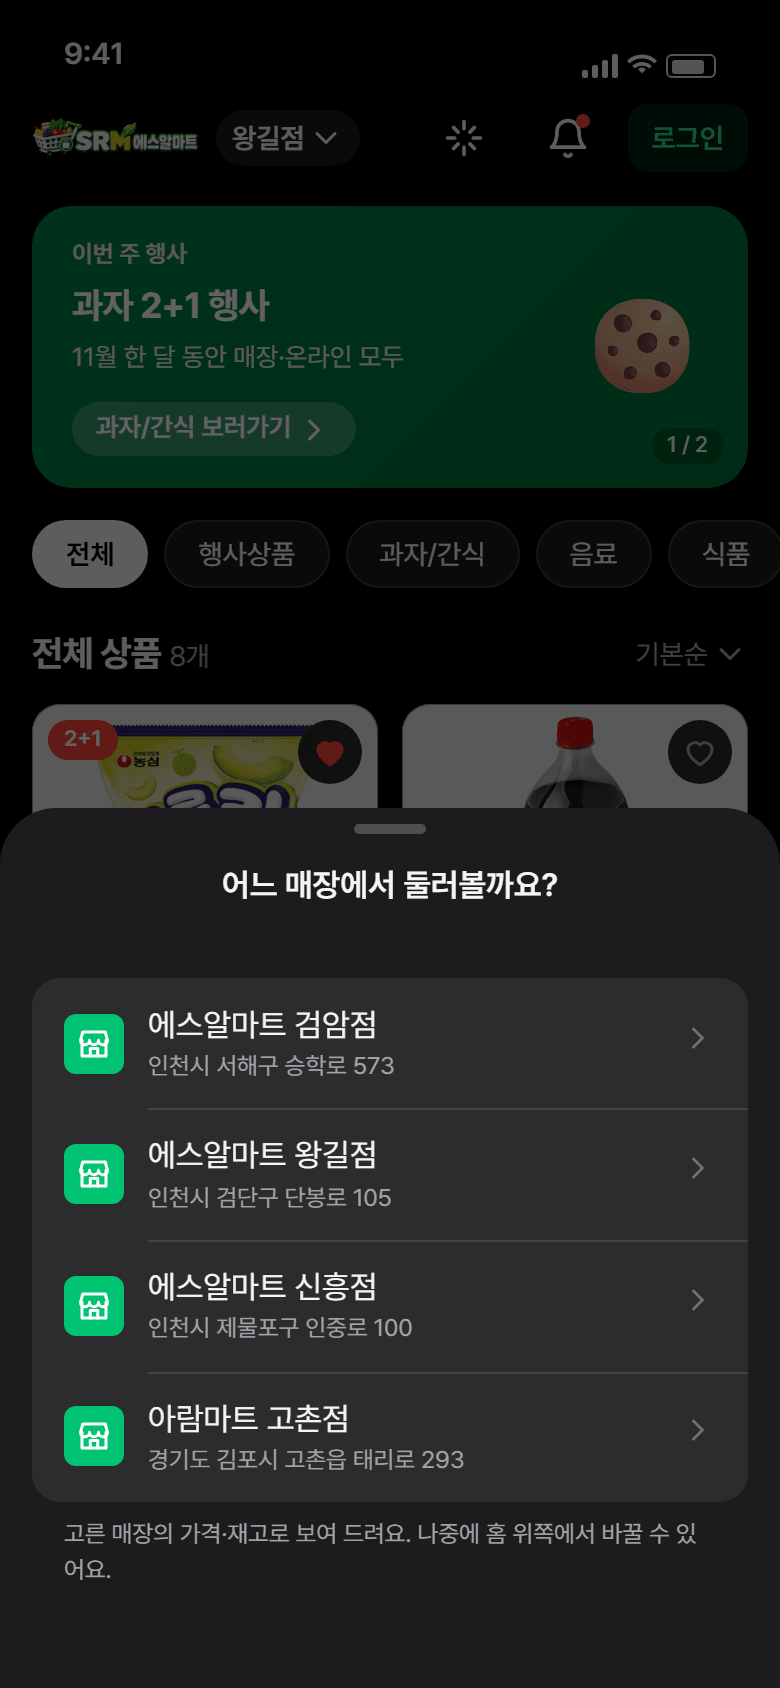 9:41
SRM 에스알마트
왕길점
로그인
이번 주 행사
과자 2+1 행사
11월 한 달 동안 매장·온라인 모두
과자/간식 보러가기
1 / 2
전체
행사상품
과자/간식
음료
식품
전체 상품 8개
기본순
2+1
농심
어느 매장에서 둘러볼까요?
에스알마트 검암점
인천시 서해구 승학로 573
에스알마트 왕길점
인천시 검단구 단봉로 105
에스알마트 신흥점
인천시 제물포구 인중로 100
아람마트 고촌점
경기도 김포시 고촌읍 태리로 293
고른 매장의 가격·재고로 보여 드려요. 나중에 홈 위쪽에서 바꿀 수 있
어요.